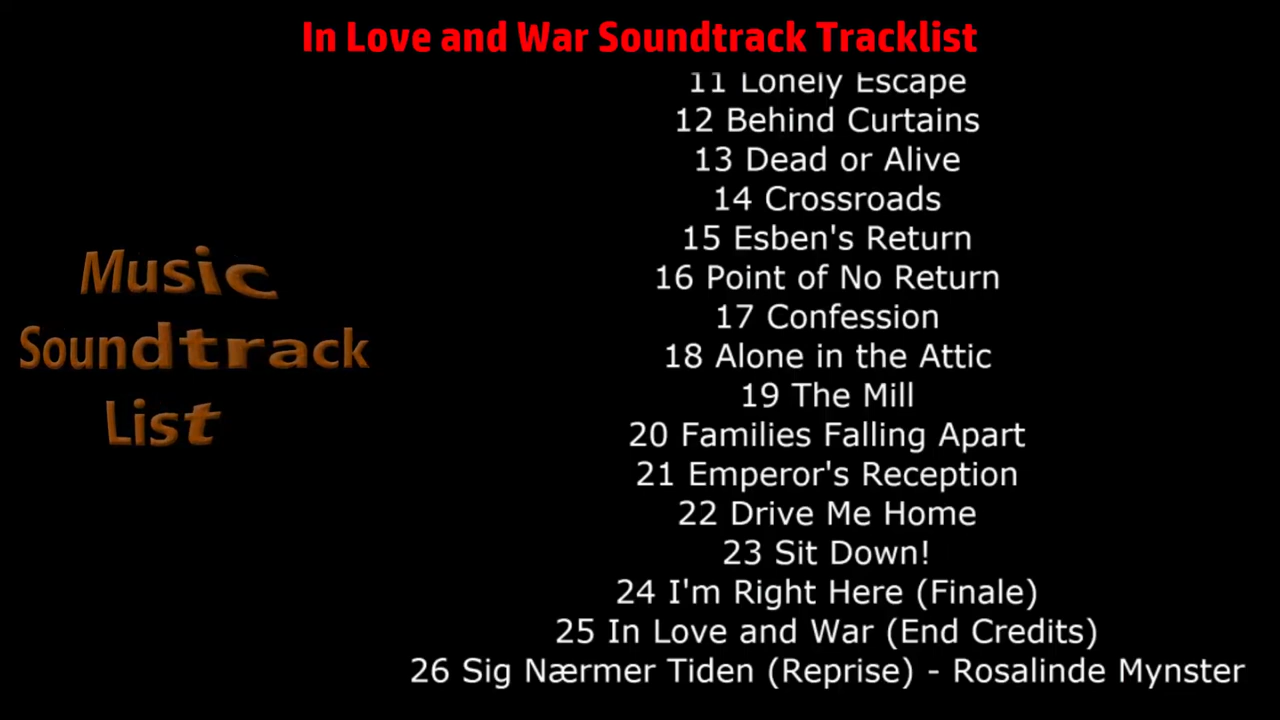 In Love and War Soundtrack Tracklist
11 Lonely Escape
12 Behind Curtains
13 Dead or Alive
14 Crossroads
15 Esben's Return
16 Point of No Return
17 Confession
18 Alone in the Attic
19 The Mill
20 Families Falling Apart
21 Emperor's Reception
22 Drive Me Home
23 Sit Down!
24 I'm Right Here (Finale)
25 In Love and War (End Credits)
26 Sig Nærmer Tiden (Reprise) - Rosalinde Mynster
Music
Soundtrack
List